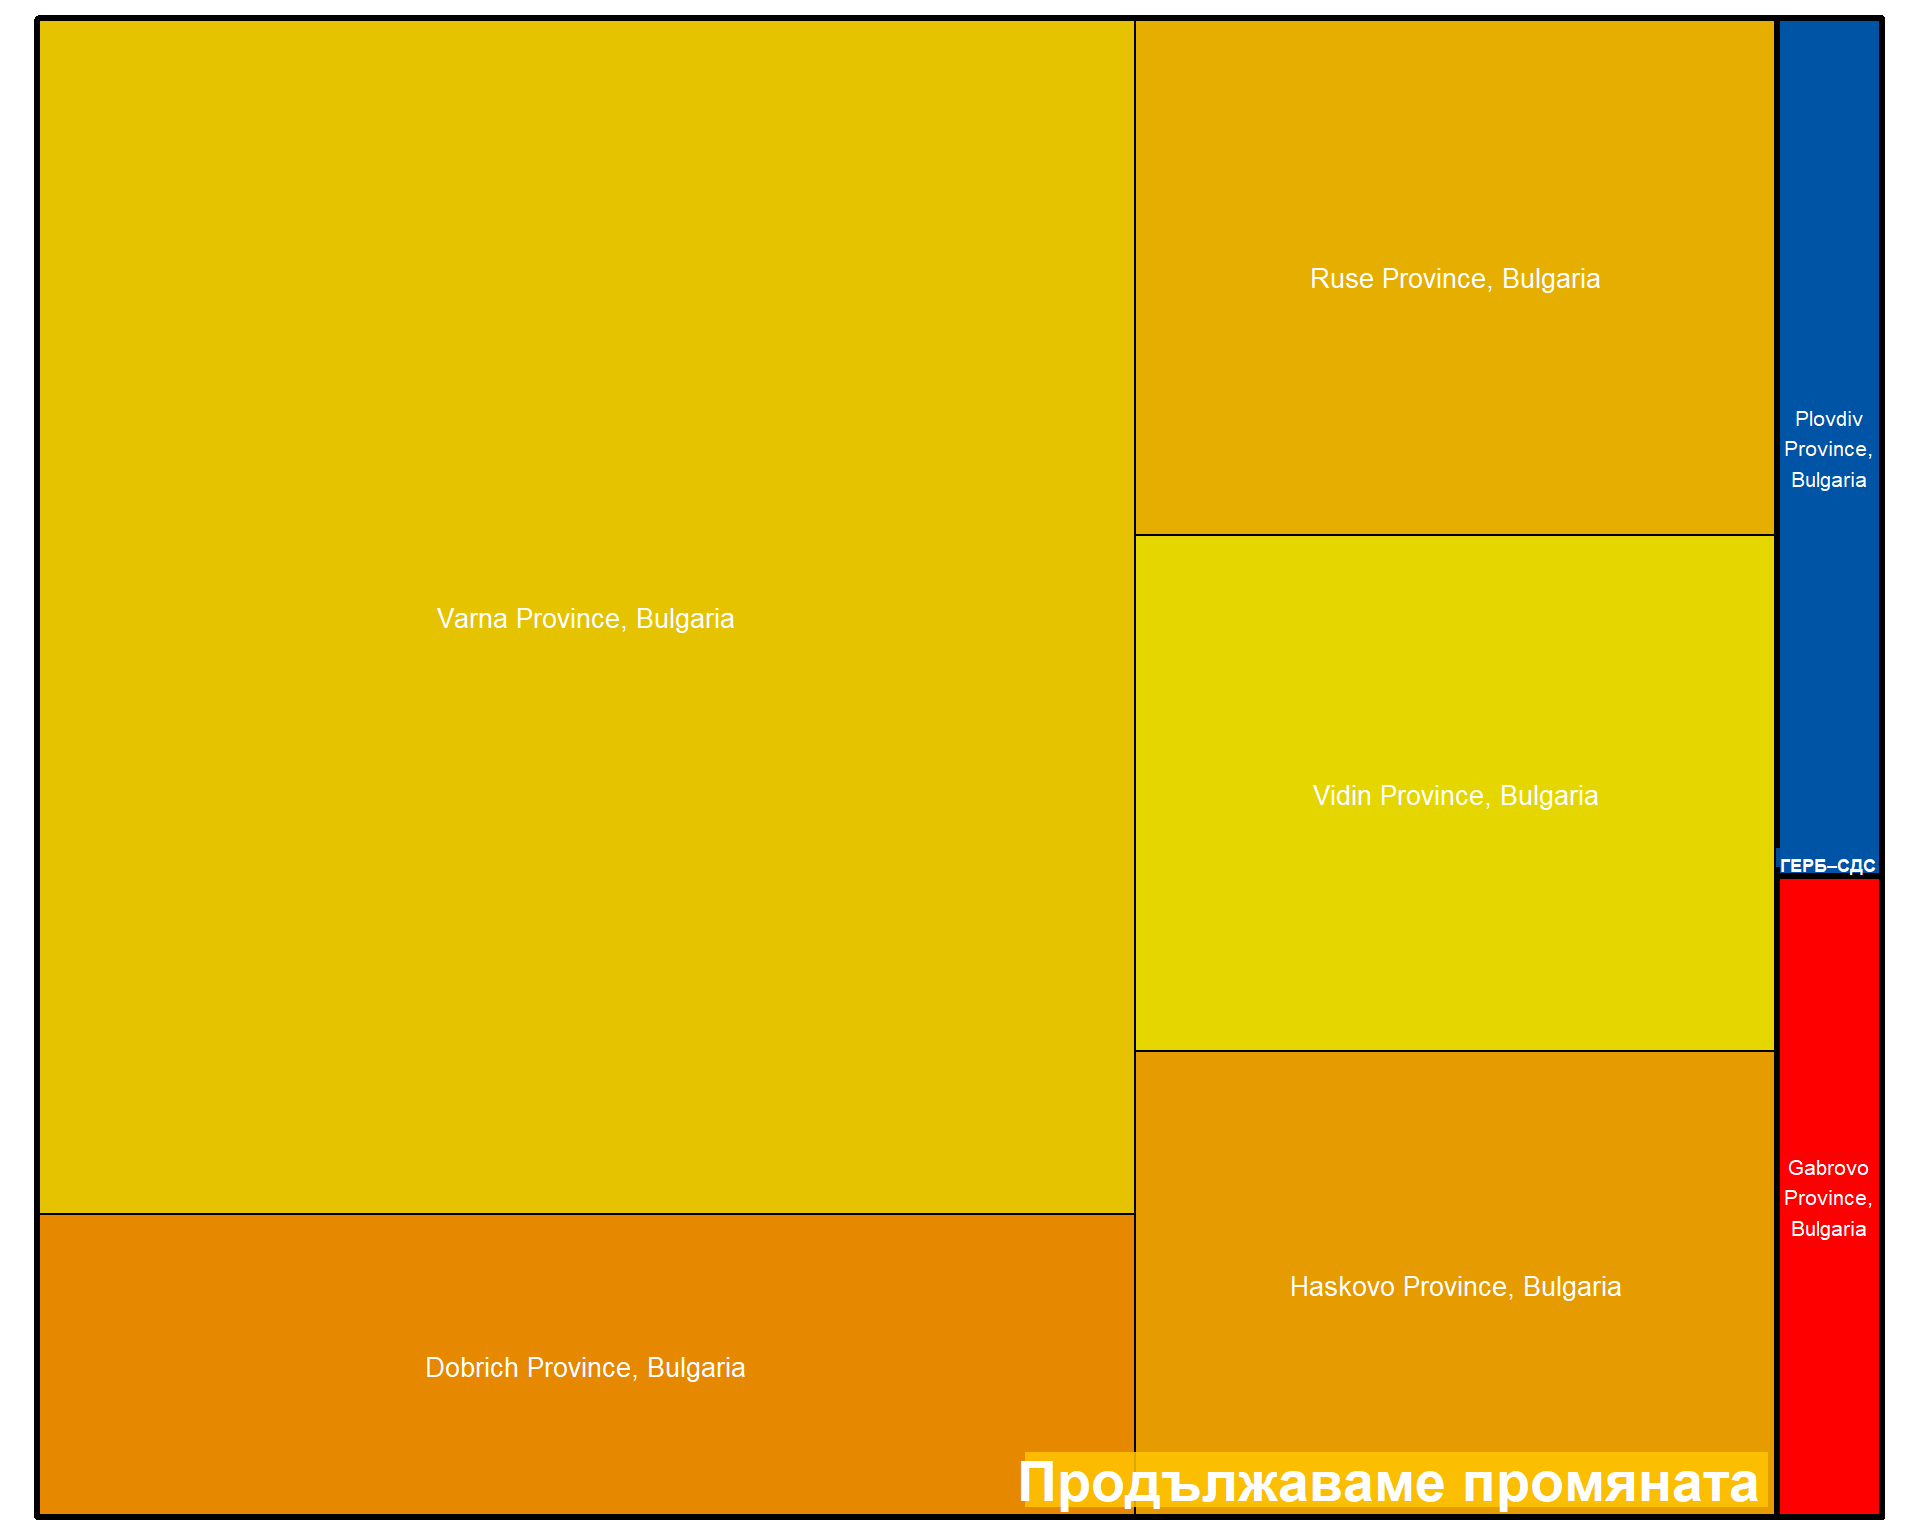 Varna Province, Bulgaria
Dobrich Province, Bulgaria
Ruse Province, Bulgaria
Vidin Province, Bulgaria
Haskovo Province, Bulgaria
Продължаваме промяната
Plovdiv
Province,
Bulgaria
ГЕРБ–СДС
Gabrovo
Province,
Bulgaria